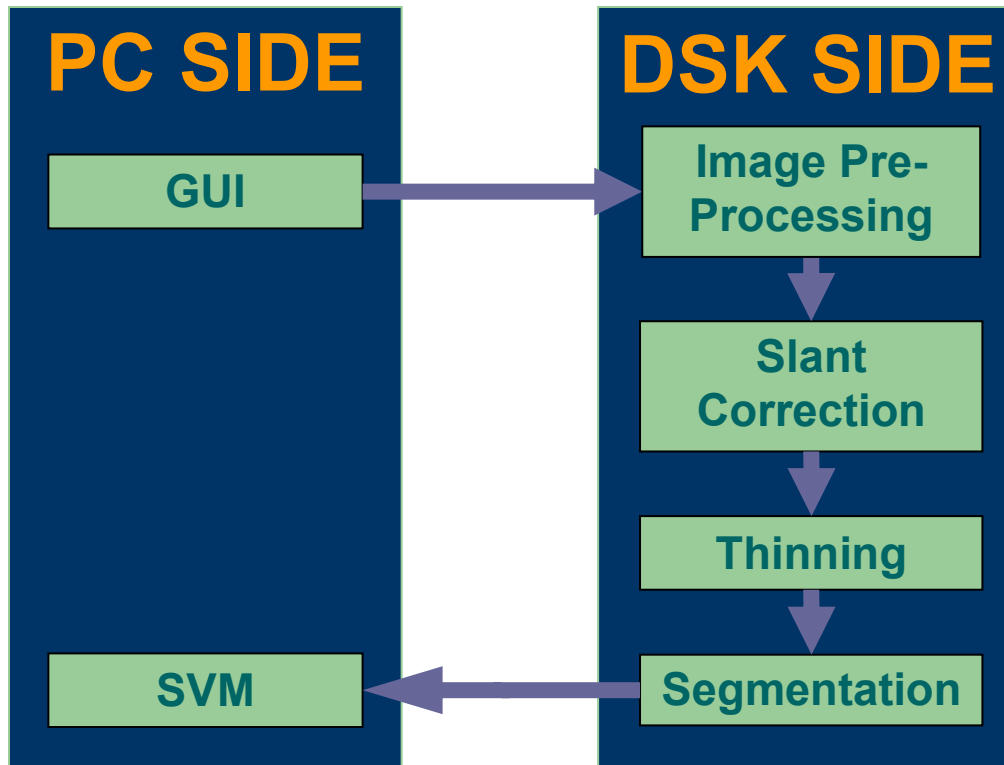 PC SIDE
GUI
SVM
DSK SIDE
Image Pre-
Processing
Slant
Correction
Thinning
Segmentation